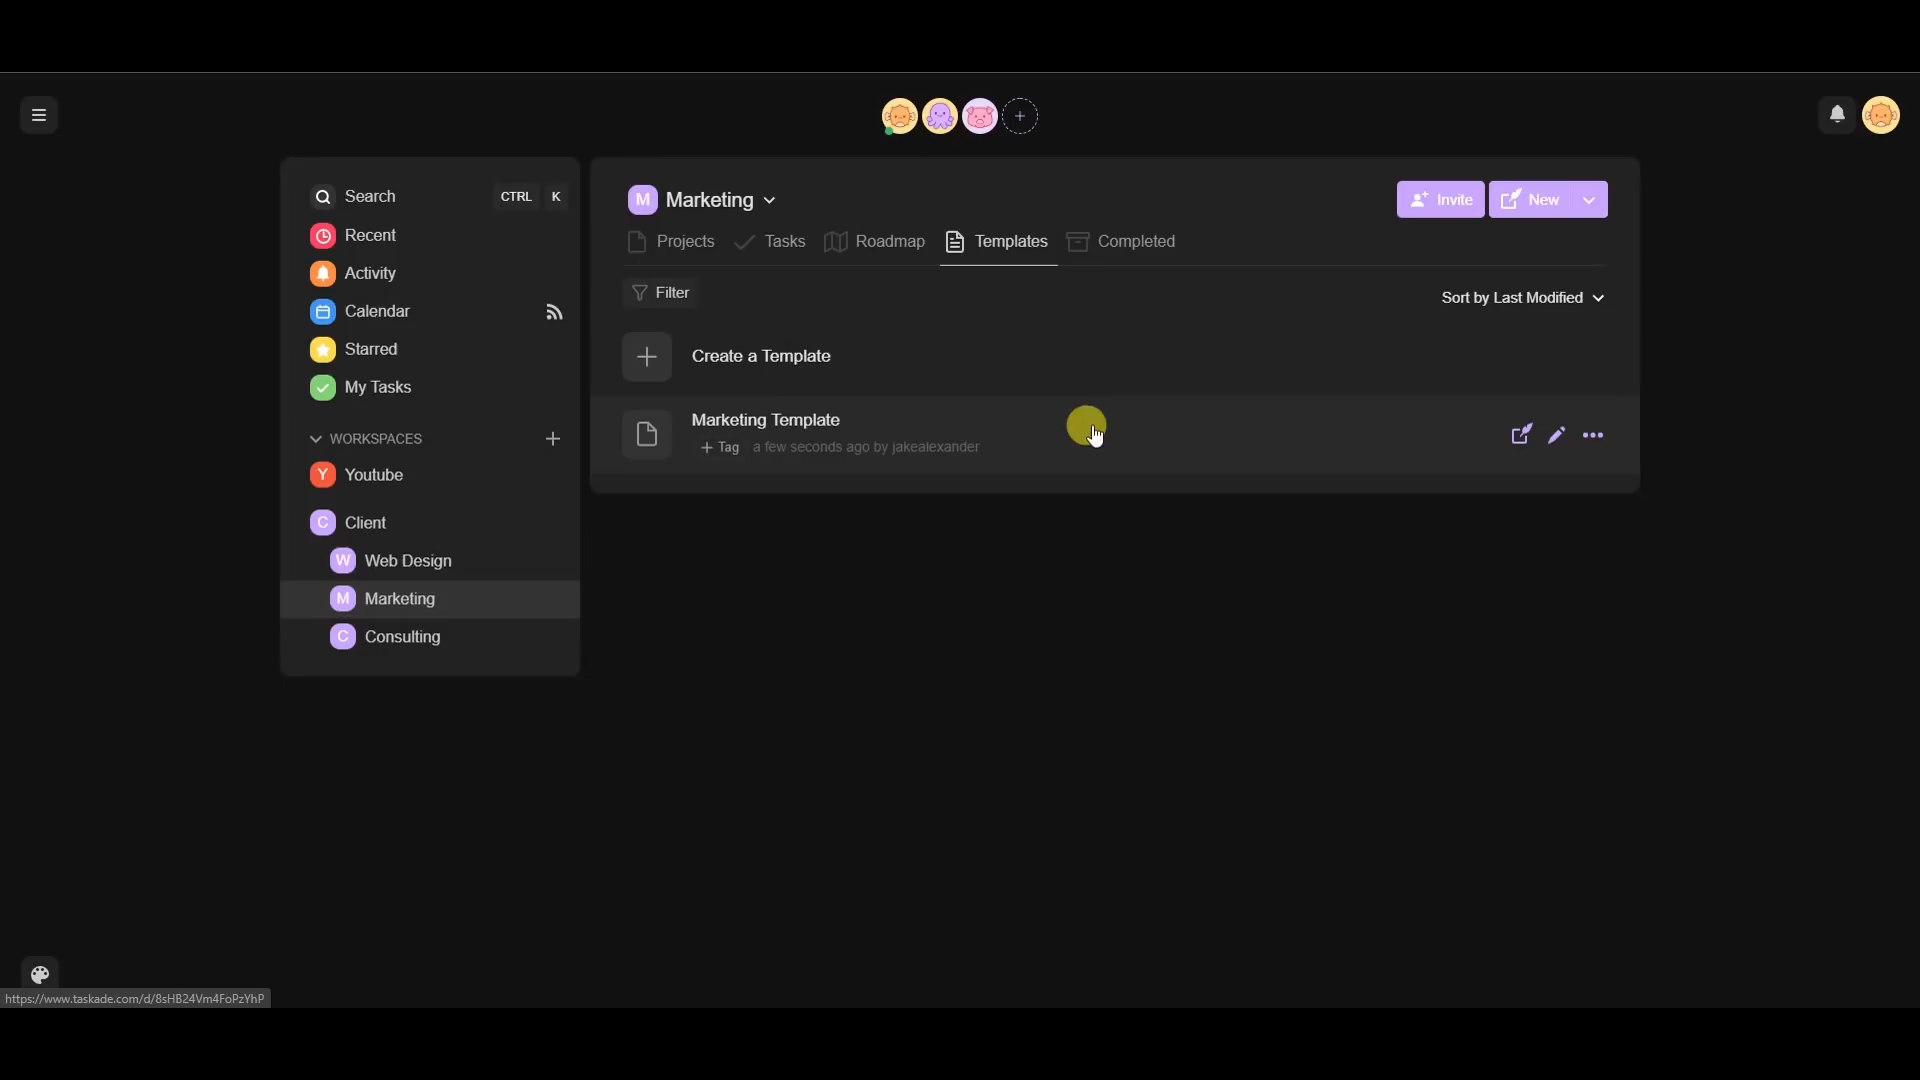 Search CTRL K
Recent
Activity
Calendar
Starred
My Tasks
WORKSPACES
Y Youtube
C Client
W Web Design
M Marketing
C Consulting
M Marketing
Invite New
Projects Tasks Roadmap Templates Completed
Filter Sort by Last Modified
Create a Template
Marketing Template
+ Tag a few seconds ago by jakealexander
https://www.taskade.com/d/8sHB24Vm4FoPzYhP